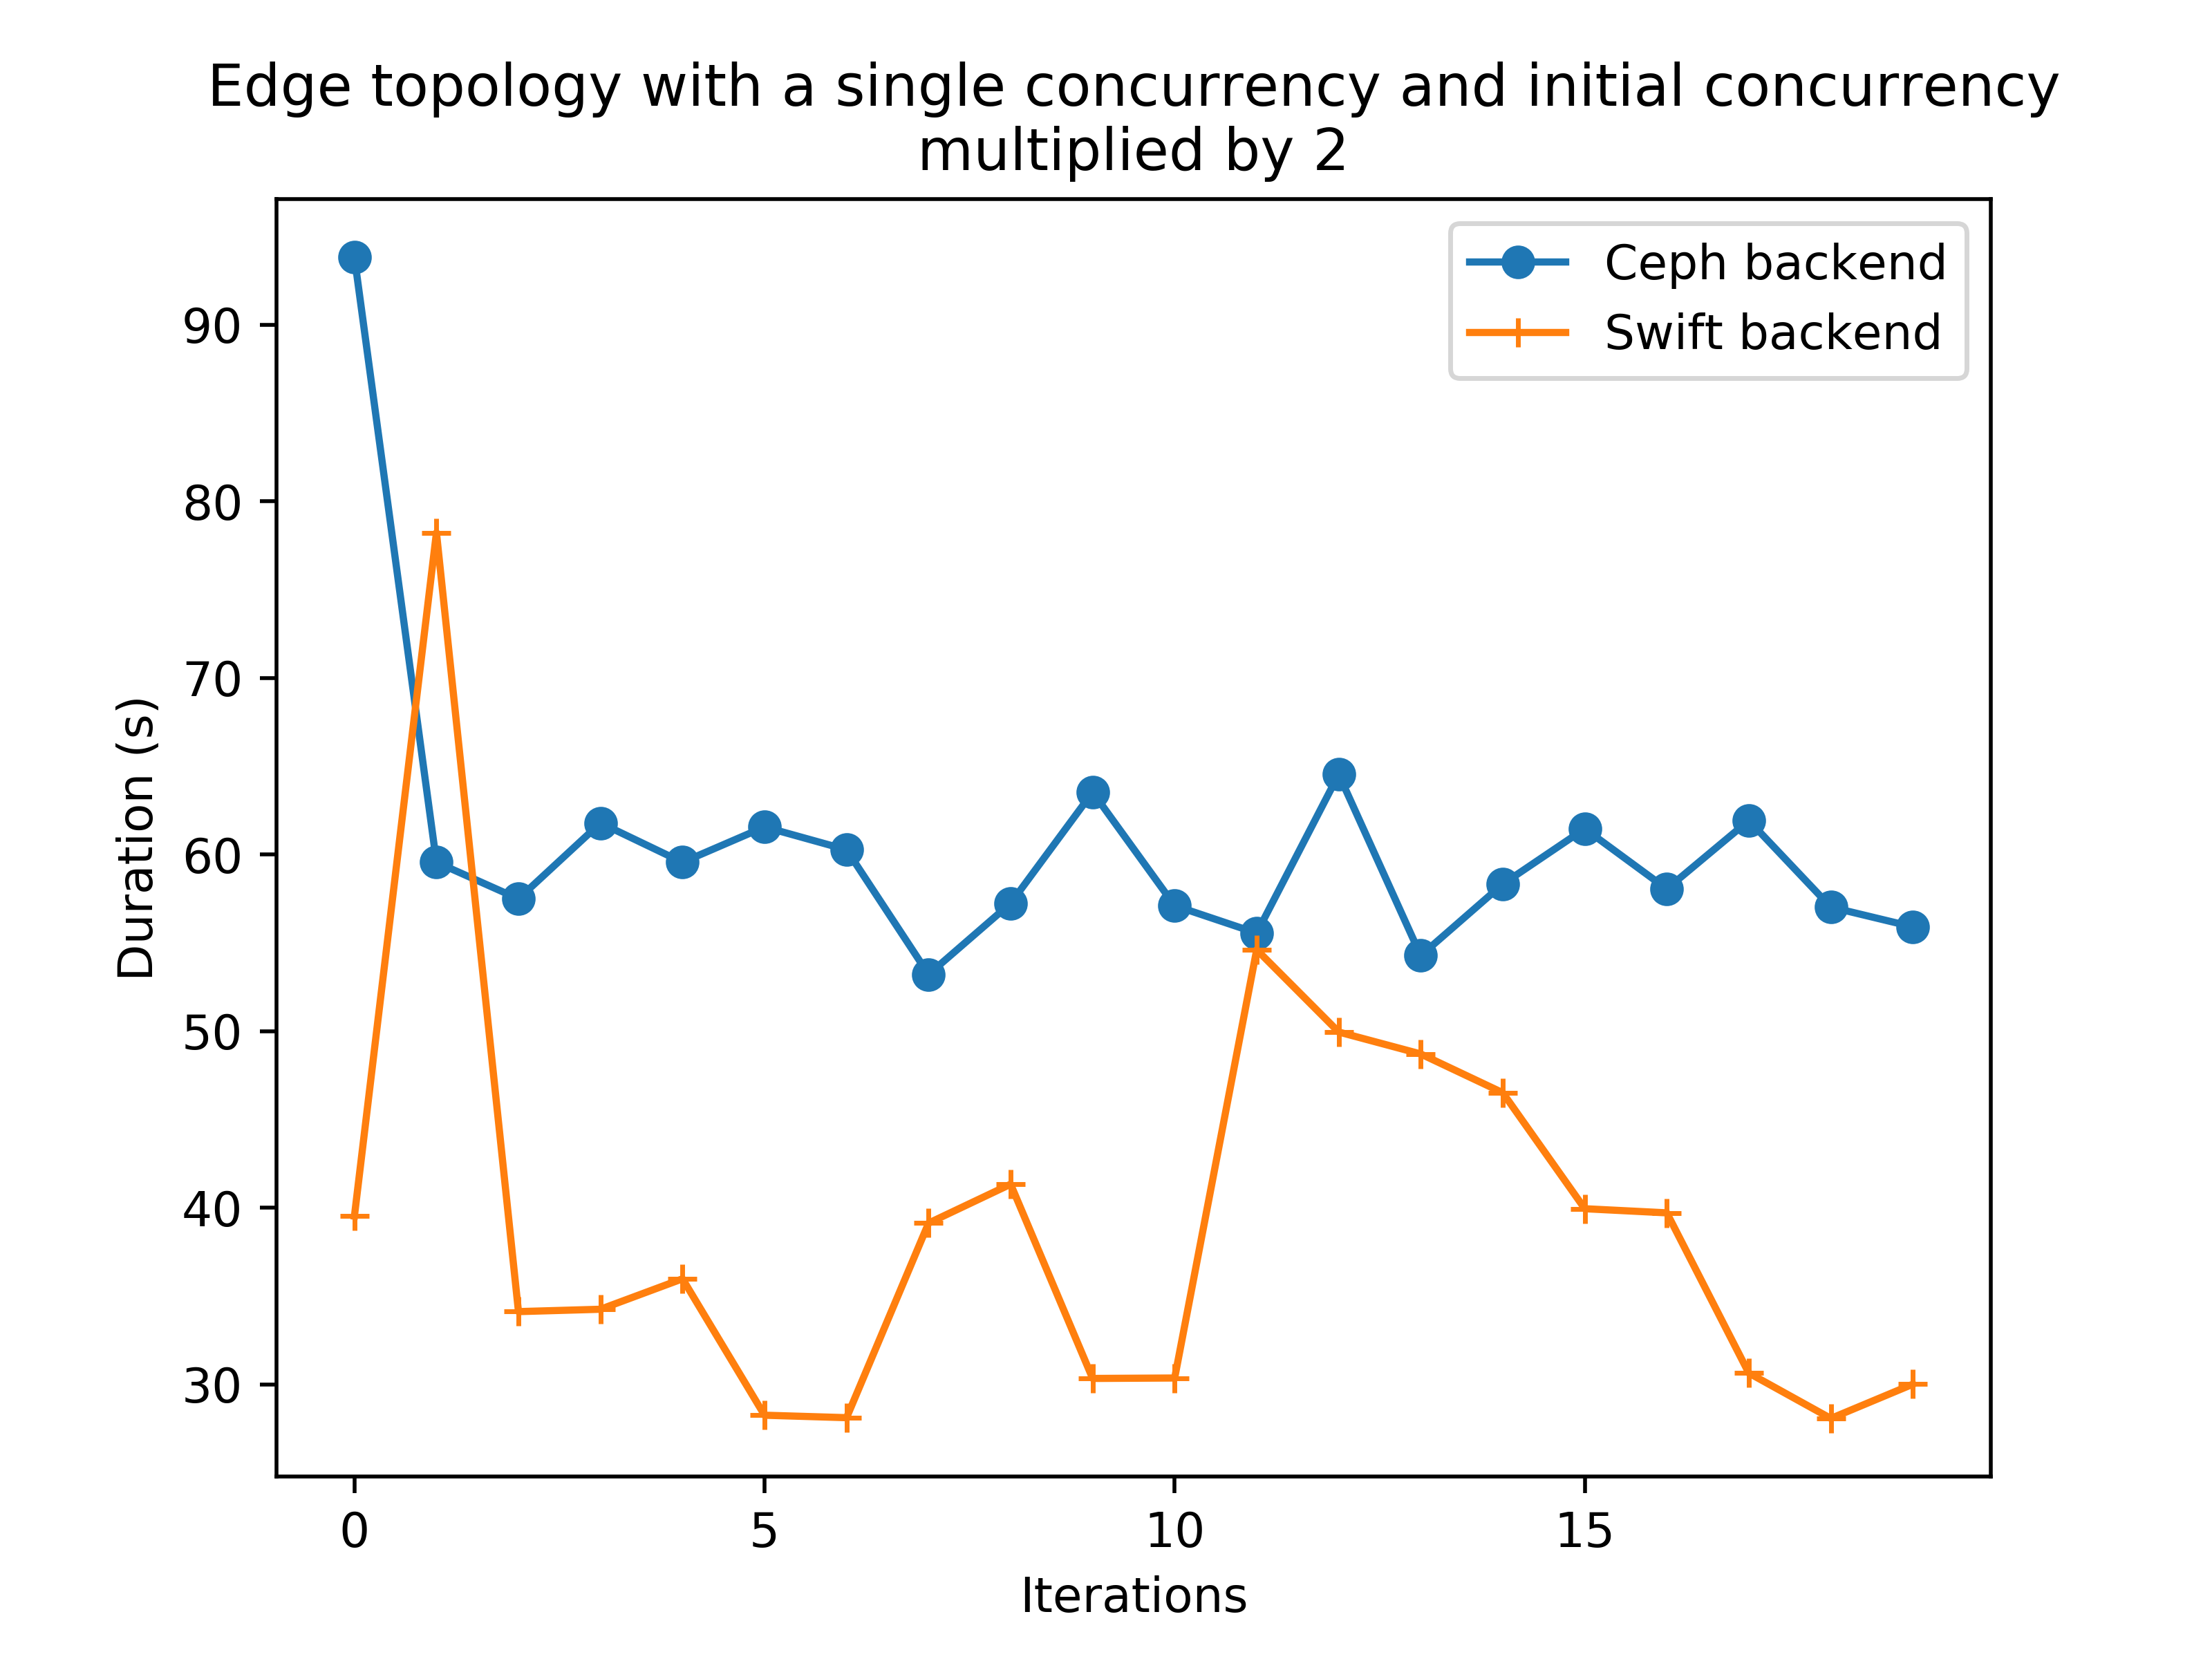 Edge topology with a single concurrency and initial concurrency
multiplied by 2
Ceph backend
Swift backend
90
80
70
60
50
40
30
Duration (s)
0 5 10 15
Iterations